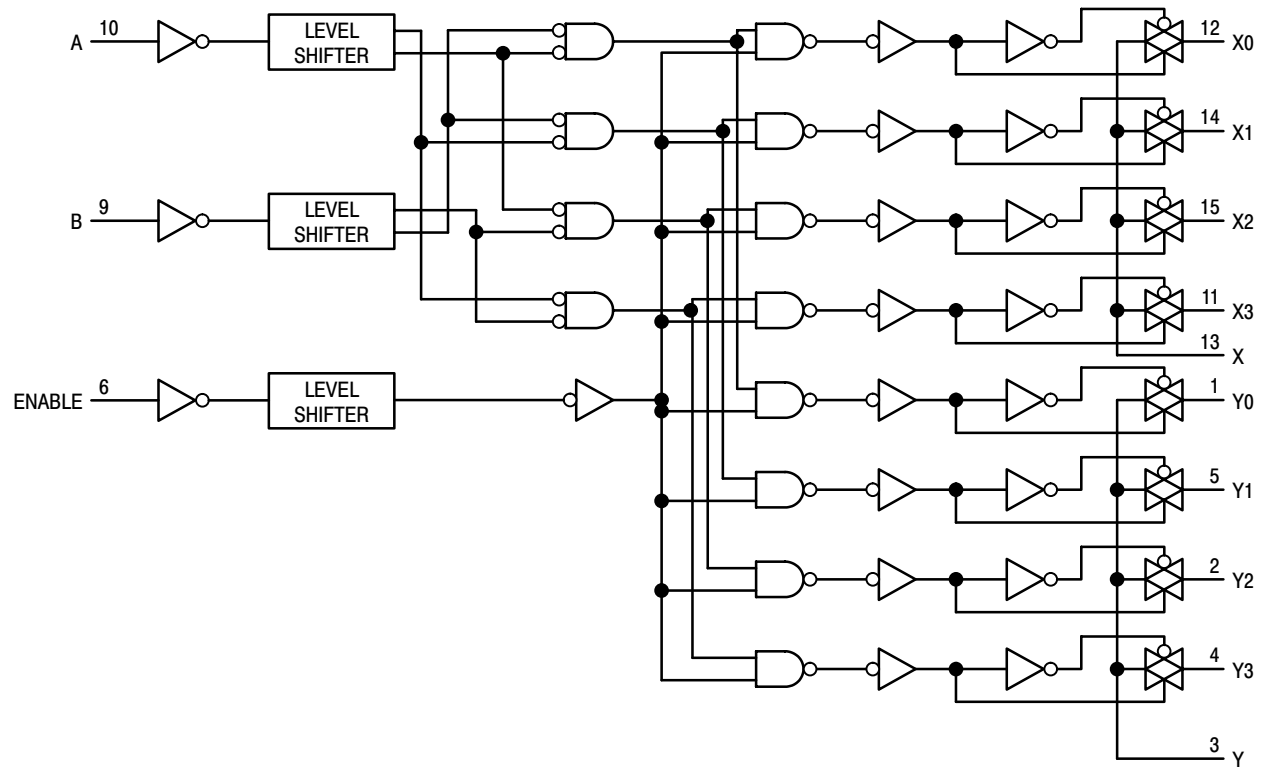 A 10
LEVEL
SHIFTER
B 9
LEVEL
SHIFTER
ENABLE 6
LEVEL
SHIFTER
12 X0
14 X1
15 X2
11 X3
13 X
1 Y0
5 Y1
2 Y2
4 Y3
3 Y